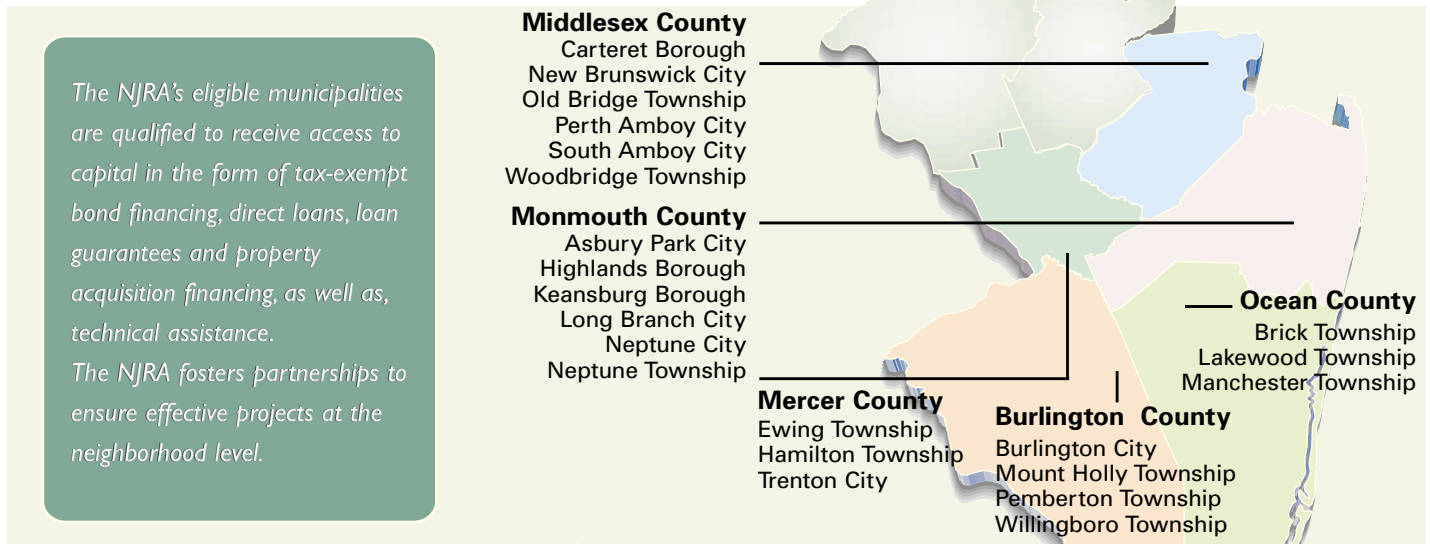 The NJRA’s eligible municipalities
are qualified to receive access to
capital in the form of tax-exempt
bond financing, direct loans, loan
guarantees and property
acquisition financing, as well as,
technical assistance.
The NJRA fosters partnerships to
ensure effective projects at the
neighborhood level.
Middlesex County
Carteret Borough
New Brunswick City
Old Bridge Township
Perth Amboy City
South Amboy City
Woodbridge Township
Monmouth County
Asbury Park City
Highlands Borough
Keansburg Borough
Long Branch City
Neptune City
Neptune Township
Mercer County
Ewing Township
Hamilton Township
Trenton City
Burlington County
Burlington City
Mount Holly Township
Pemberton Township
Willingboro Township
Ocean County
Brick Township
Lakewood Township
Manchester Township